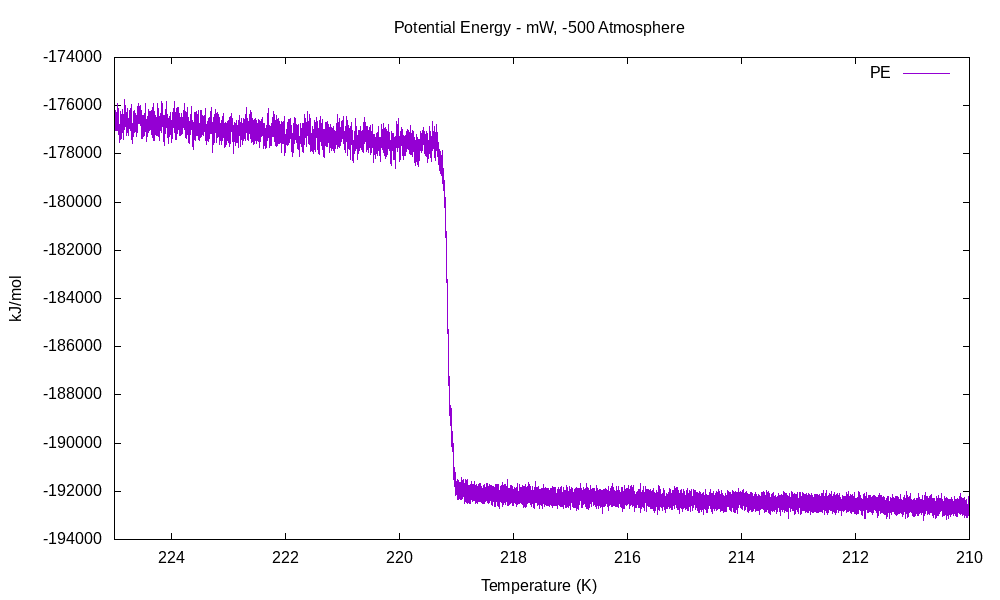 Potential Energy - mW, -500 Atmosphere
PE
-174000
-176000
-178000
-180000
-182000
-184000
-186000
-188000
-190000
-192000
-194000
kJ/mol
224 222 220 218 216 214 212 210
Temperature (K)